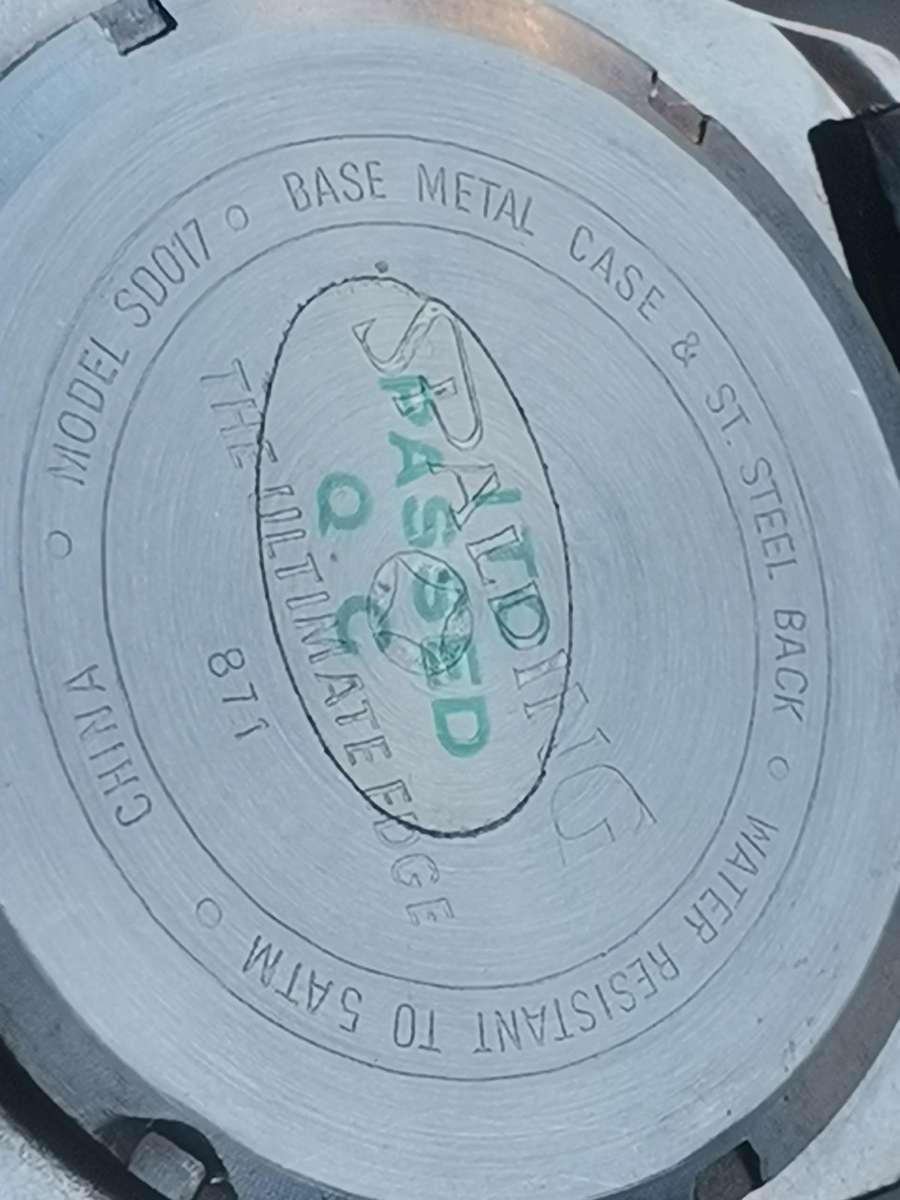 MODEL SD017 ○ BASE METAL CASE & ST. STEEL BACK ○ WATER RESISTANT TO 5ATM ○ CHINA ○
SPALDING
THE ULTIMATE EDGE
871
PASSED
Q C